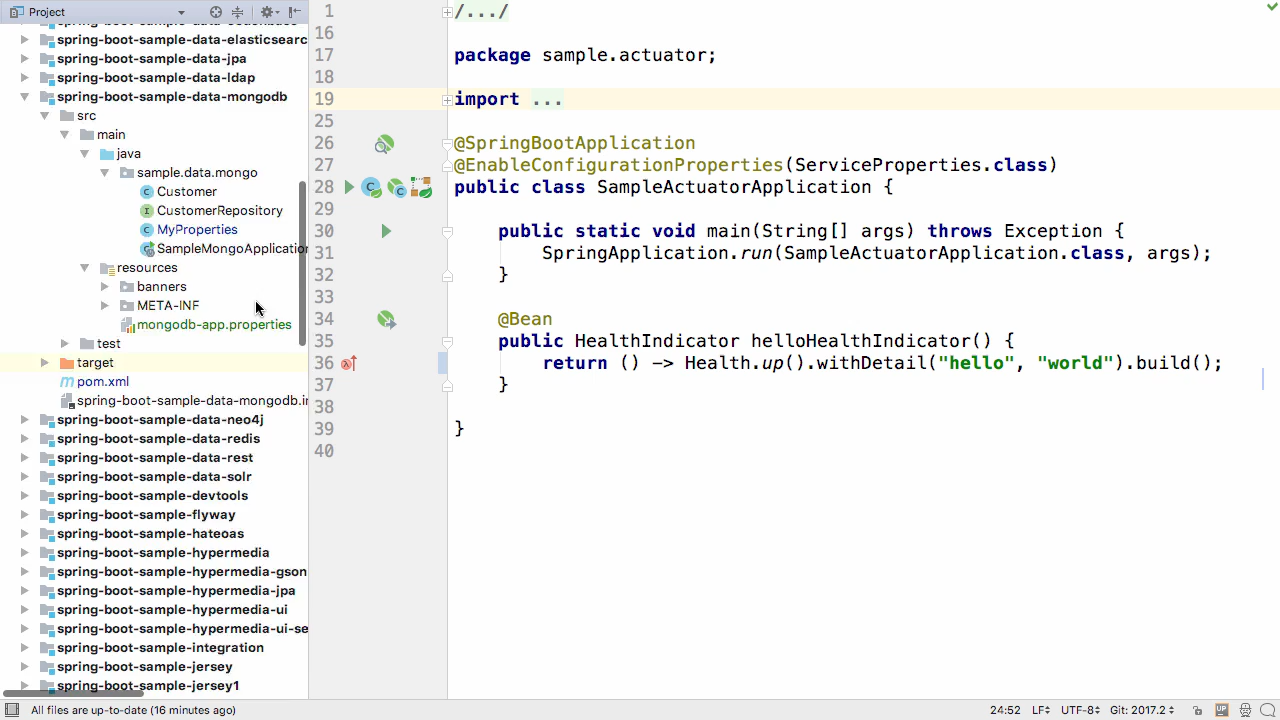 Project
spring-boot-sample-data-elasticsearc
spring-boot-sample-data-jpa
spring-boot-sample-data-ldap
spring-boot-sample-data-mongodb
src
main
java
sample.data.mongo
Customer
CustomerRepository
MyProperties
SampleMongoApplication
resources
banners
META-INF
mongodb-app.properties
test
target
pom.xml
spring-boot-sample-data-mongodb.in
spring-boot-sample-data-neo4j
spring-boot-sample-data-redis
spring-boot-sample-data-rest
spring-boot-sample-data-solr
spring-boot-sample-devtools
spring-boot-sample-flyway
spring-boot-sample-hateoas
spring-boot-sample-hypermedia
spring-boot-sample-hypermedia-gson
spring-boot-sample-hypermedia-jpa
spring-boot-sample-hypermedia-ui
spring-boot-sample-hypermedia-ui-se
spring-boot-sample-integration
spring-boot-sample-jersey
spring-boot-sample-jersey1
1 /.../
16
17 package sample.actuator;
18
19 import ...
25
26 @SpringBootApplication
27 @EnableConfigurationProperties(ServiceProperties.class)
28 public class SampleActuatorApplication {
29
30 public static void main(String[] args) throws Exception {
31 SpringApplication.run(SampleActuatorApplication.class, args);
32 }
33
34 @Bean
35 public HealthIndicator helloHealthIndicator() {
36 return () -> Health.up().withDetail("hello", "world").build();
37 }
38
39 }
40
All files are up-to-date (16 minutes ago) 24:52 LF UTF-8 Git: 2017.2 UP